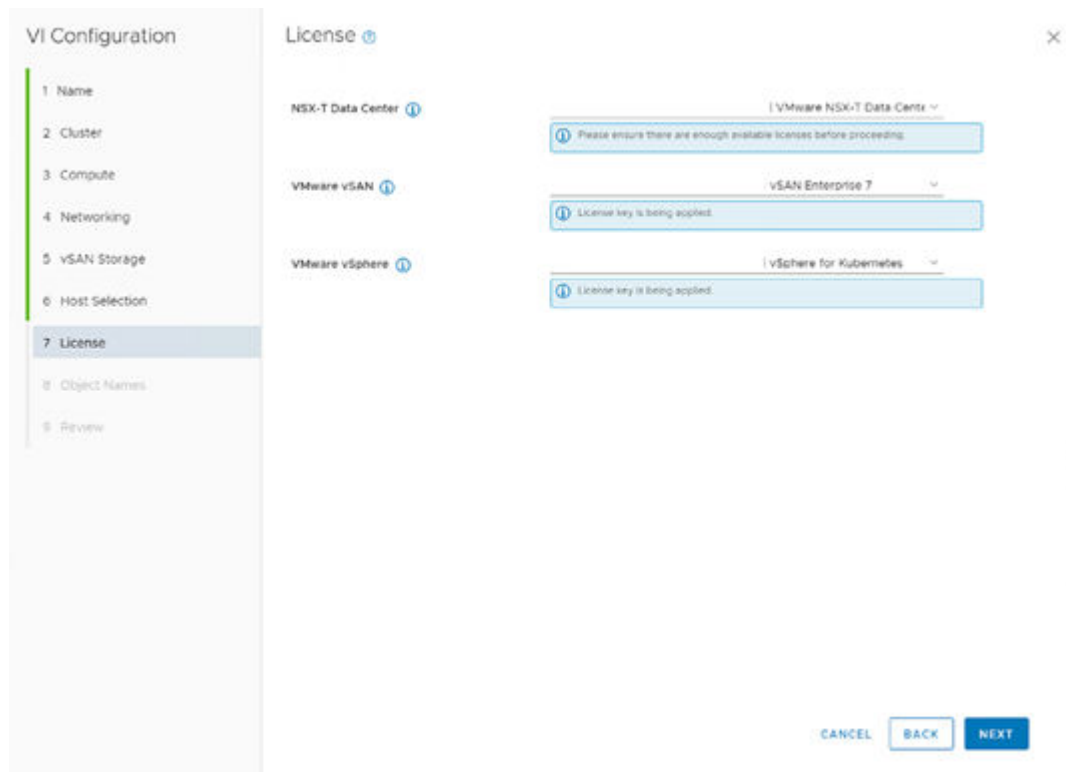 VI Configuration
1 Name
2 Cluster
3 Compute
4 Networking
5 vSAN Storage
6 Host Selection
7 License
8 Object Names
9 Review
License
NSX-T Data Center
| VMware NSX-T Data Cente
Please ensure there are enough available licenses before proceeding.
VMware vSAN
vSAN Enterprise 7
License key is being applied.
VMware vSphere
| vSphere for Kubernetes
License key is being applied.
CANCEL BACK NEXT